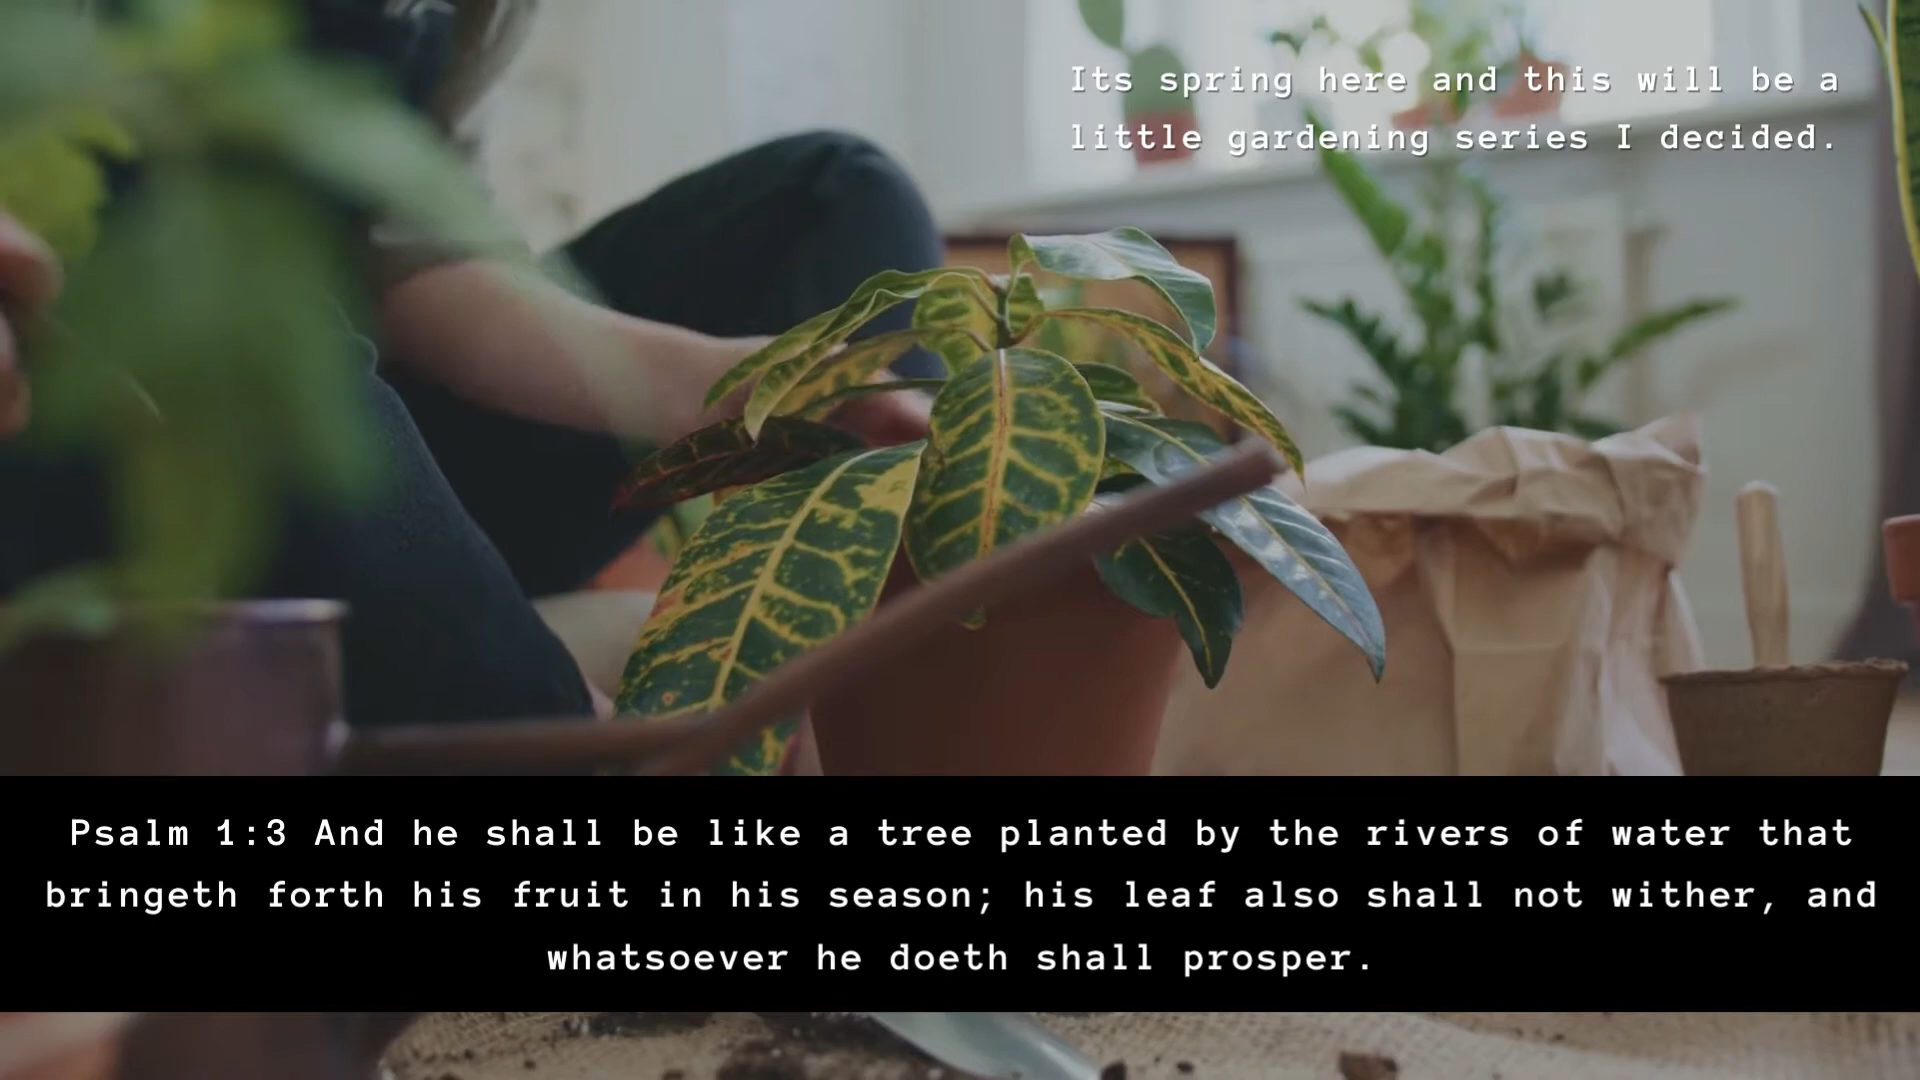 Its spring here and this will be a
little gardening series I decided.
Psalm 1:3 And he shall be like a tree planted by the rivers of water that
bringeth forth his fruit in his season; his leaf also shall not wither, and
whatsoever he doeth shall prosper.